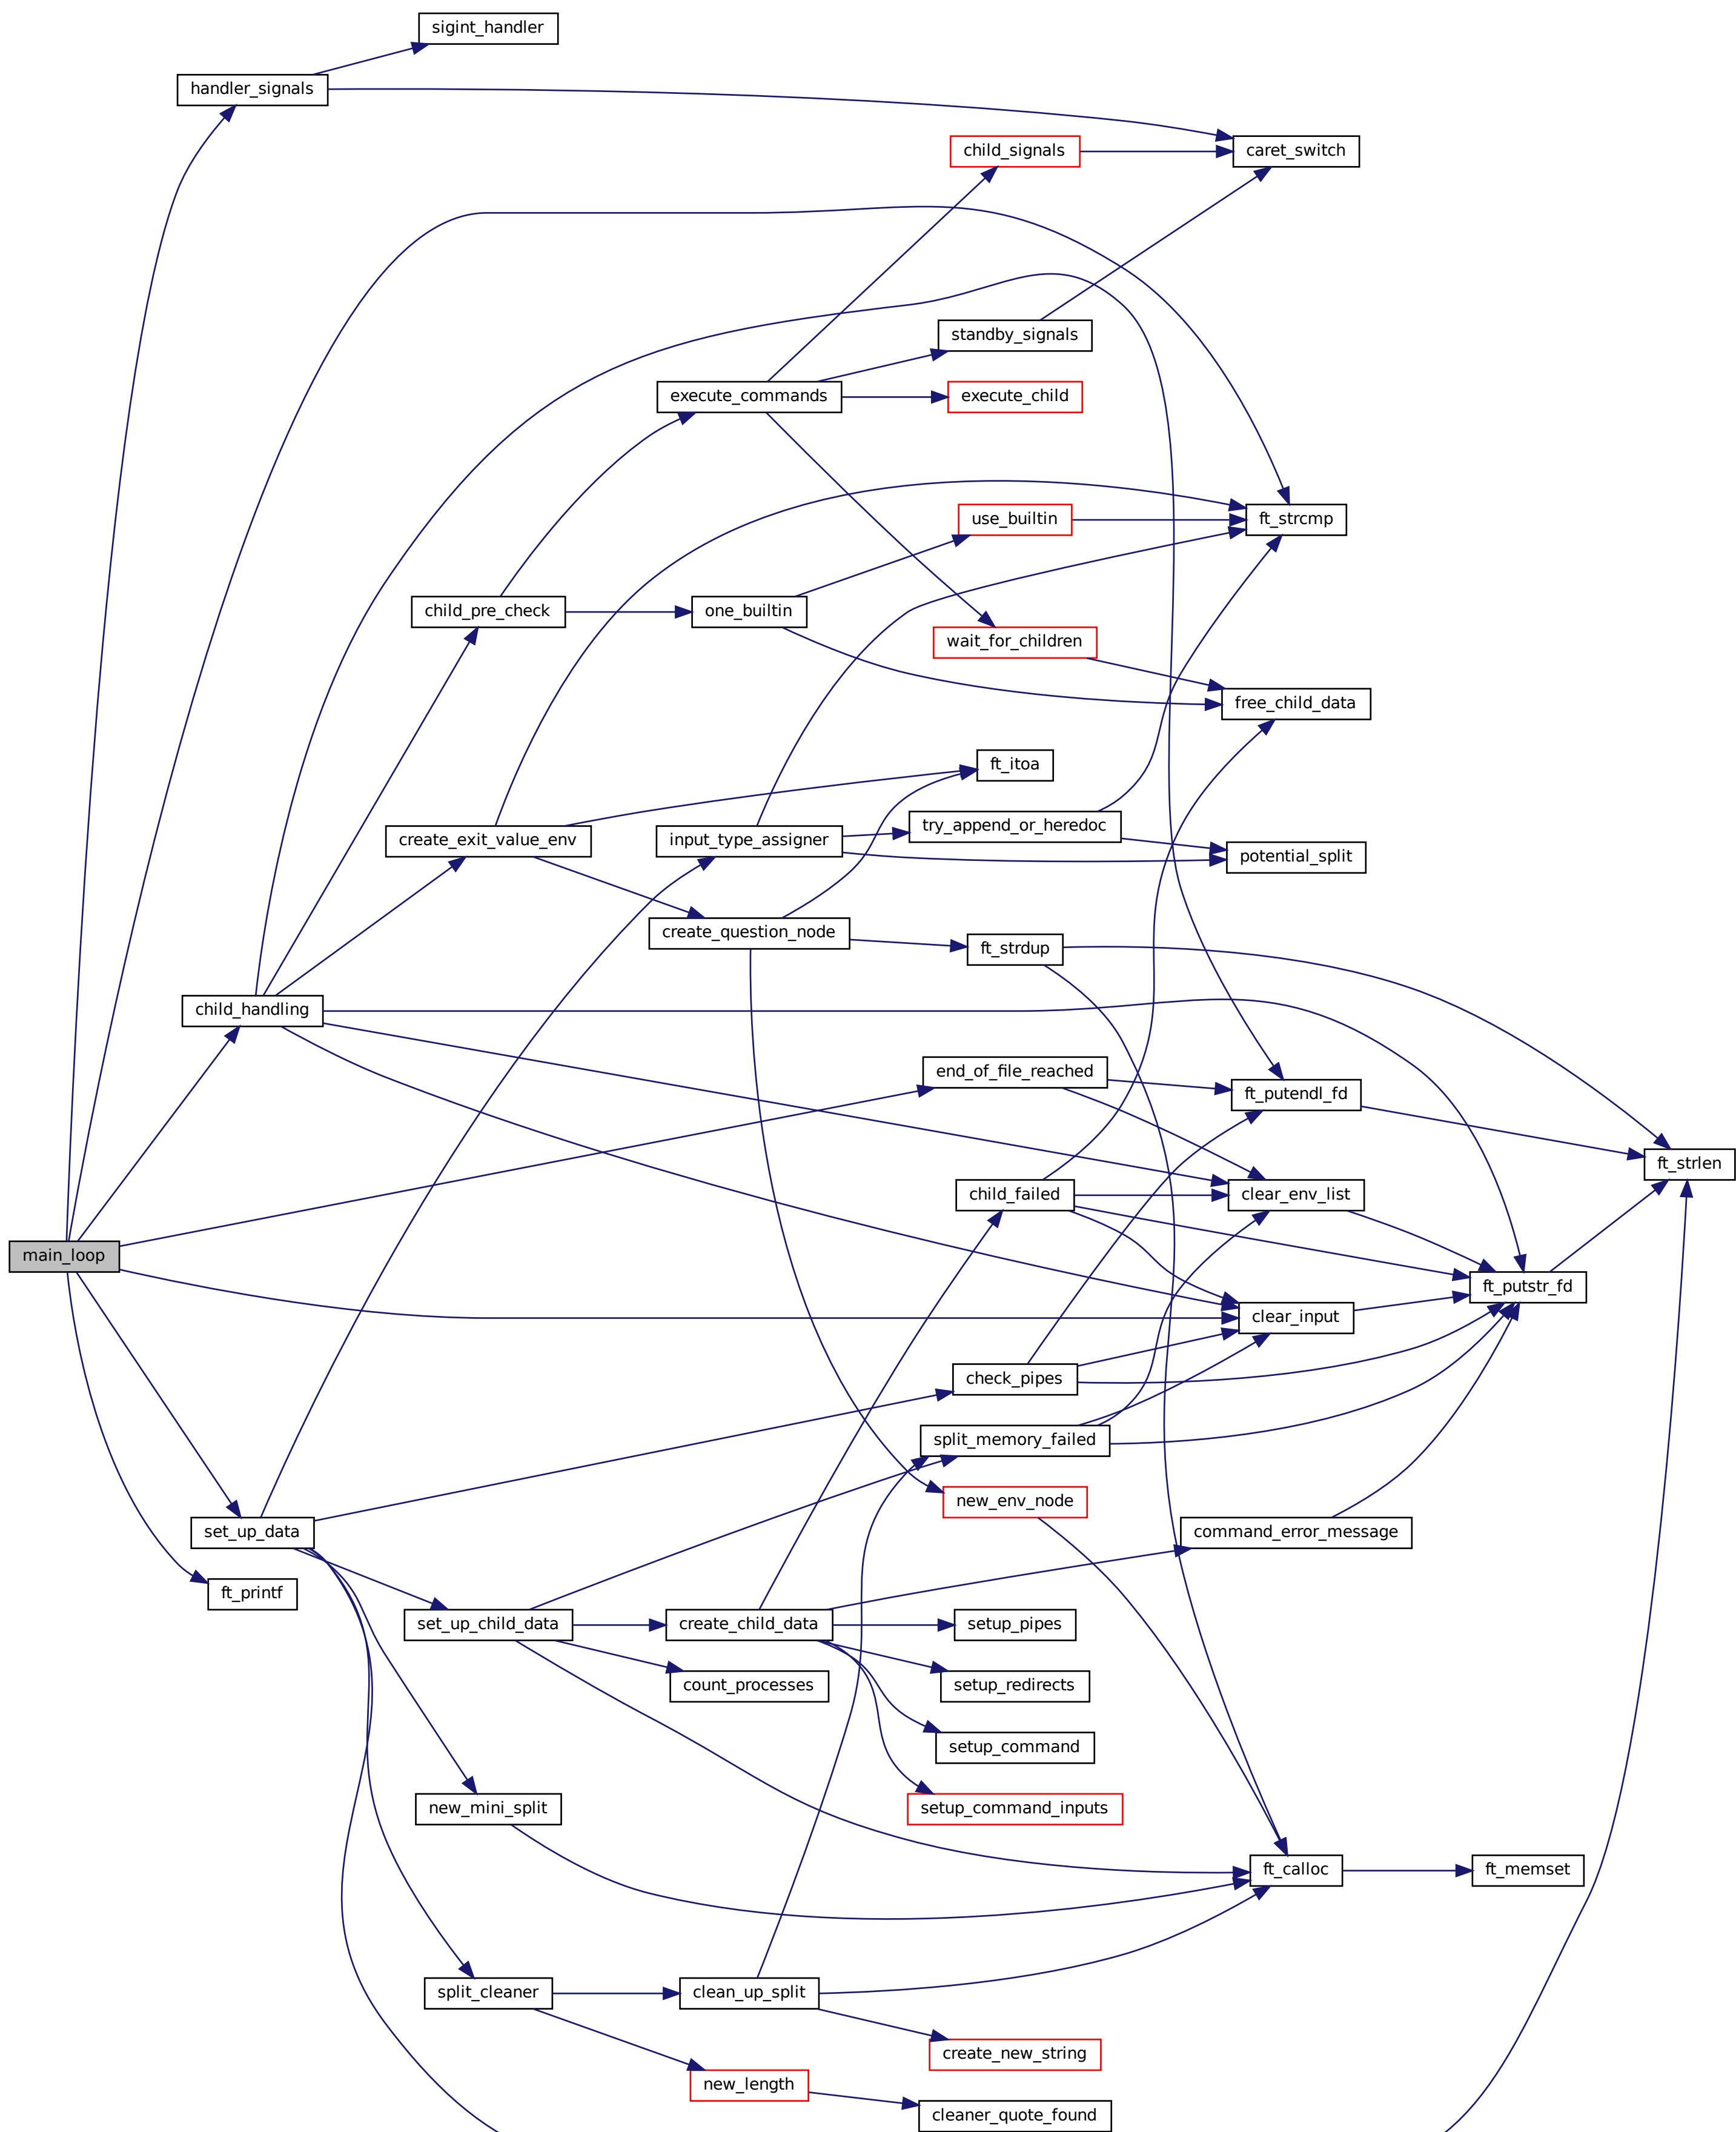 sigint_handler
handler_signals
child_signals
caret_switch
standby_signals
execute_commands
execute_child
use_builtin
ft_strcmp
child_pre_check
one_builtin
wait_for_children
free_child_data
ft_itoa
create_exit_value_env
input_type_assigner
try_append_or_heredoc
potential_split
create_question_node
ft_strdup
child_handling
end_of_file_reached
ft_putendl_fd
ft_strlen
child_failed
clear_env_list
main_loop
ft_putstr_fd
clear_input
check_pipes
split_memory_failed
new_env_node
set_up_data
command_error_message
ft_printf
set_up_child_data
create_child_data
setup_pipes
count_processes
setup_redirects
setup_command
new_mini_split
setup_command_inputs
ft_calloc
ft_memset
split_cleaner
clean_up_split
create_new_string
new_length
cleaner_quote_found